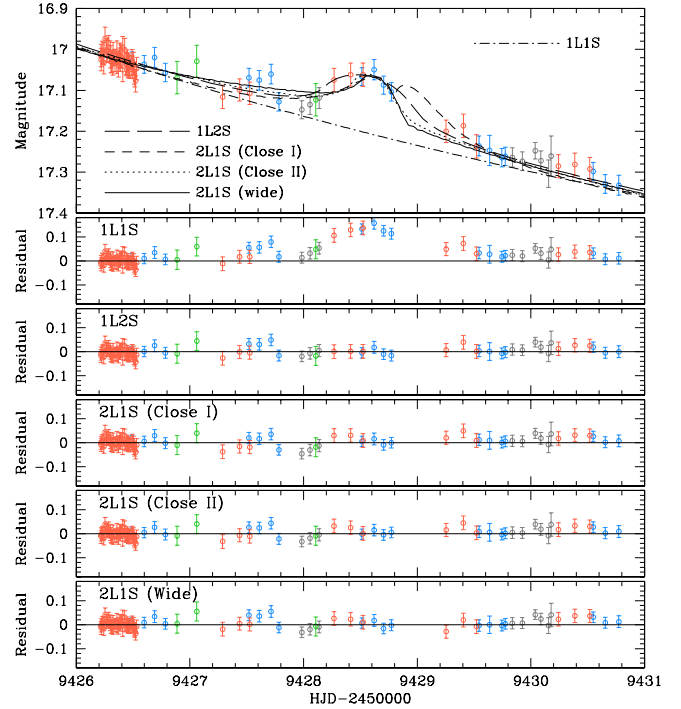 16.9
17
17.1
17.2
17.3
17.4
Magnitude
1L1S
1L2S
2L1S (Close I)
2L1S (Close II)
2L1S (wide)
1L1S
0.1
0
−0.1
Residual
1L2S
0.1
0
−0.1
Residual
2L1S (Close I)
0.1
0
−0.1
Residual
2L1S (Close II)
0.1
0
−0.1
Residual
2L1S (Wide)
0.1
0
−0.1
Residual
9426 9427 9428 9429 9430 9431
HJD−2450000